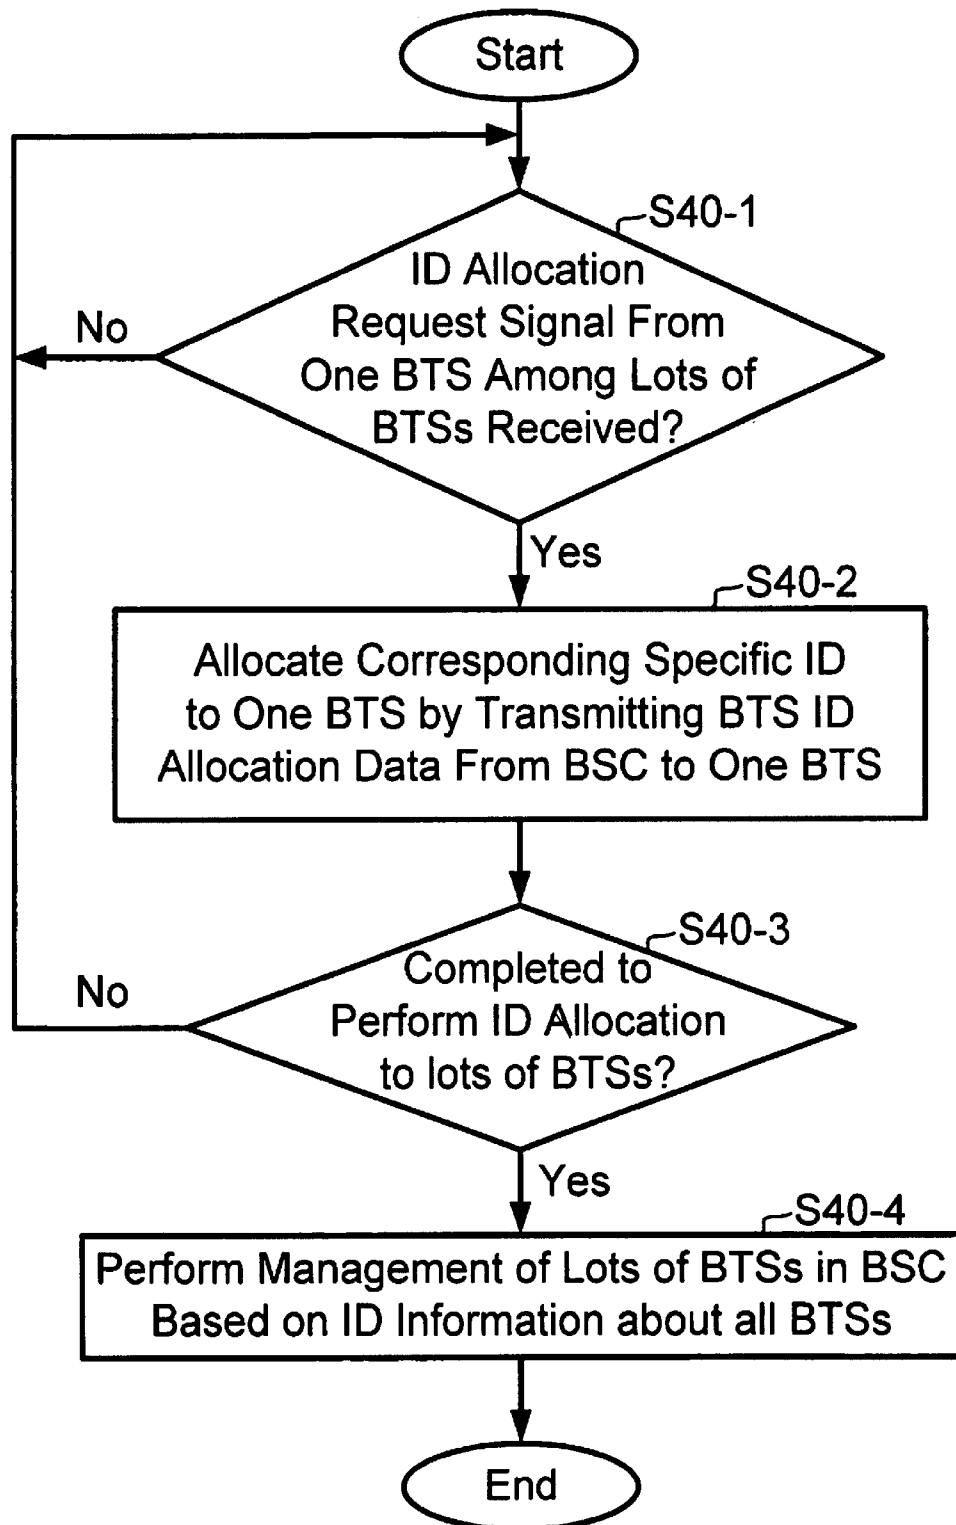 Start
S40-1
ID Allocation
Request Signal From
One BTS Among Lots of
BTSs Received?
No
Yes
S40-2
Allocate Corresponding Specific ID
to One BTS by Transmitting BTS ID
Allocation Data From BSC to One BTS
S40-3
Completed to
Perform ID Allocation
to lots of BTSs?
No
Yes
S40-4
Perform Management of Lots of BTSs in BSC
Based on ID Information about all BTSs
End